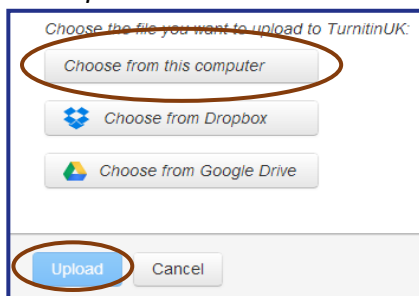 Choose the file you want to upload to TurnitinUK:
Choose from this computer
Choose from Dropbox
Choose from Google Drive
Upload Cancel